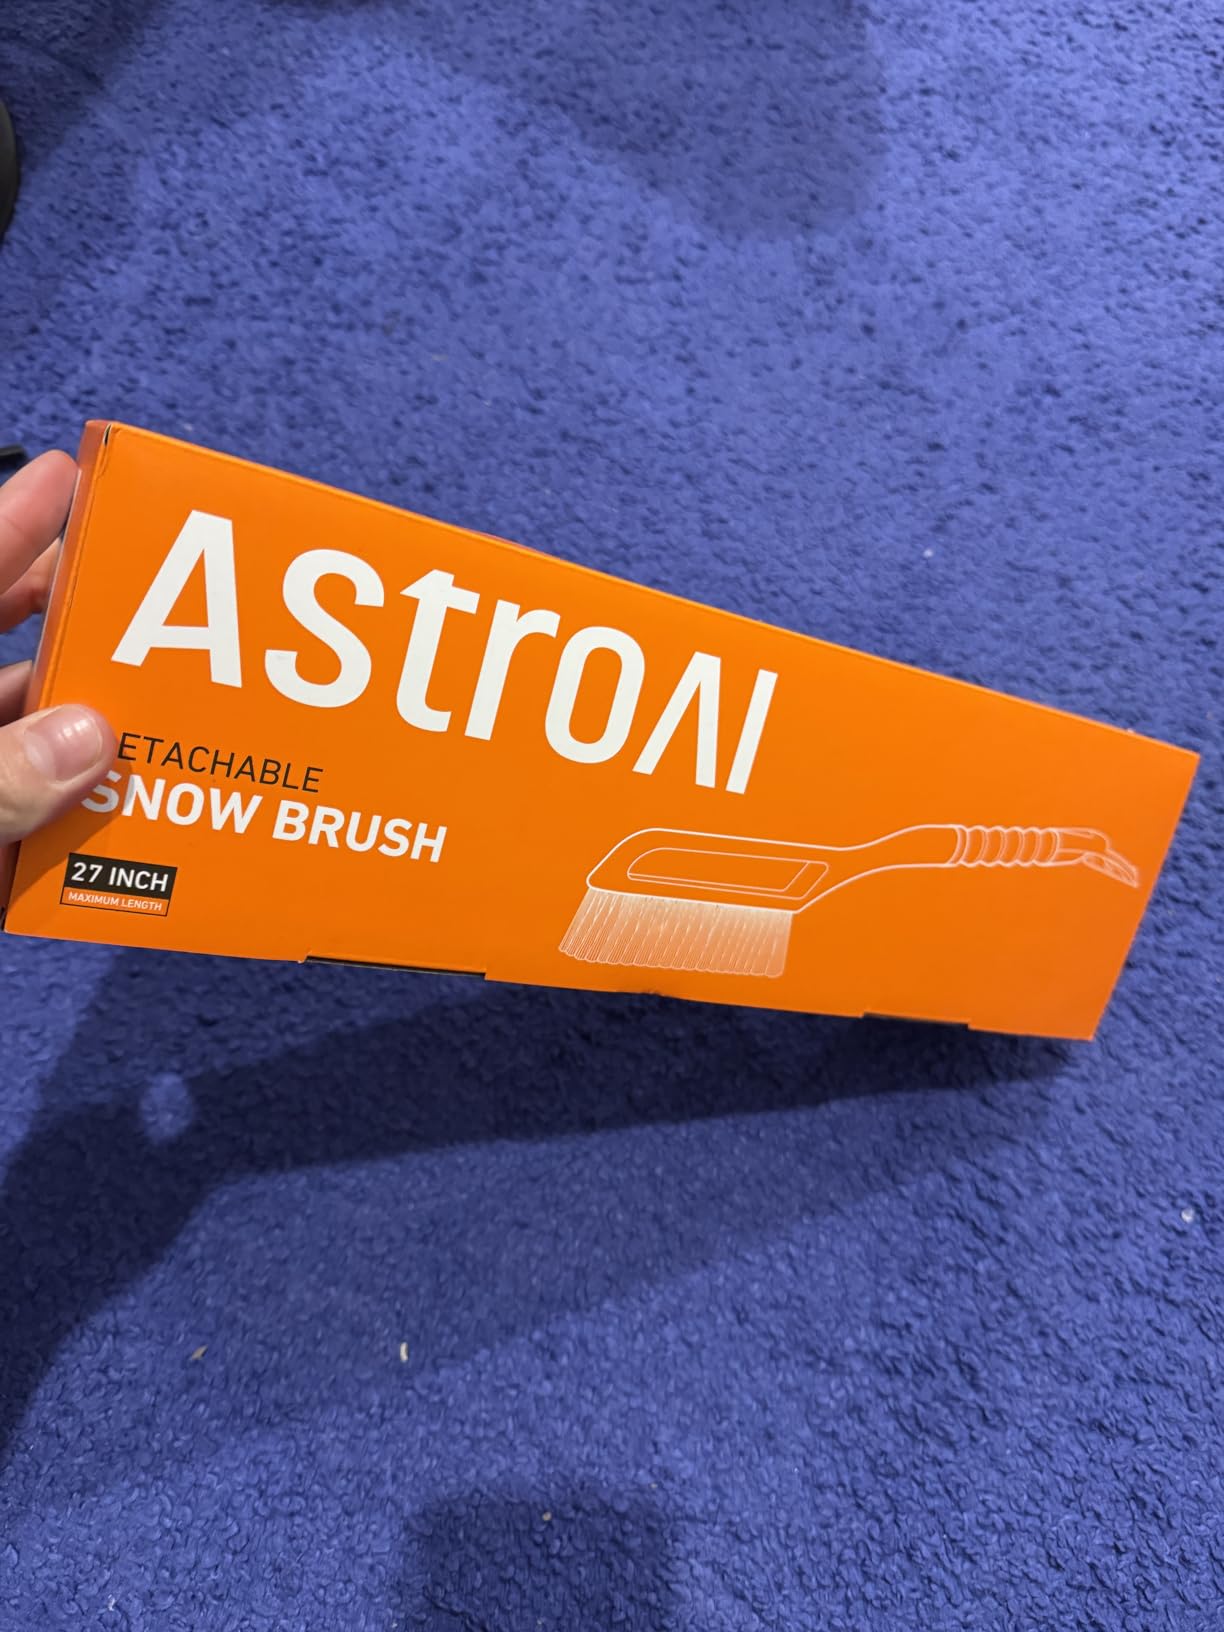 AstroAI
ETACHABLE
SNOW BRUSH
27 INCH
MAXIMUM LENGTH